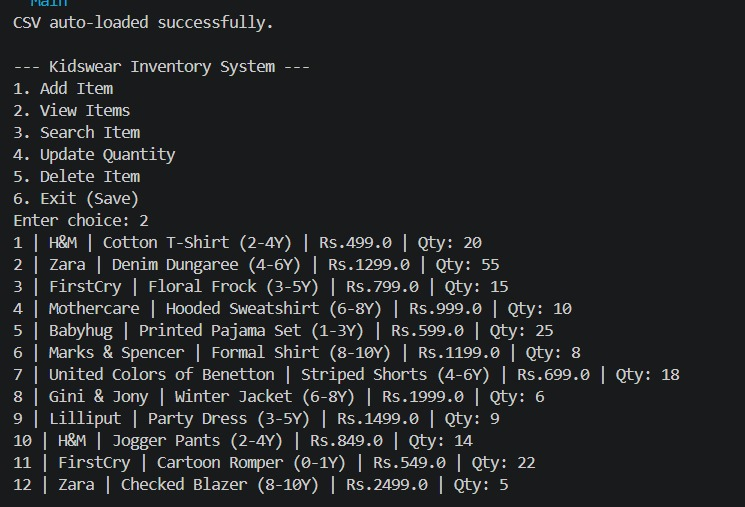 Main
CSV auto-loaded successfully.
--- Kidswear Inventory System ---
1. Add Item
2. View Items
3. Search Item
4. Update Quantity
5. Delete Item
6. Exit (Save)
Enter choice: 2
1 | H&M | Cotton T-Shirt (2-4Y) | Rs.499.0 | Qty: 20
2 | Zara | Denim Dungaree (4-6Y) | Rs.1299.0 | Qty: 55
3 | FirstCry | Floral Frock (3-5Y) | Rs.799.0 | Qty: 15
4 | Mothercare | Hooded Sweatshirt (6-8Y) | Rs.999.0 | Qty: 10
5 | Babyhug | Printed Pajama Set (1-3Y) | Rs.599.0 | Qty: 25
6 | Marks & Spencer | Formal Shirt (8-10Y) | Rs.1199.0 | Qty: 8
7 | United Colors of Benetton | Striped Shorts (4-6Y) | Rs.699.0 | Qty: 18
8 | Gini & Jony | Winter Jacket (6-8Y) | Rs.1999.0 | Qty: 6
9 | Lilliput | Party Dress (3-5Y) | Rs.1499.0 | Qty: 9
10 | H&M | Jogger Pants (2-4Y) | Rs.849.0 | Qty: 14
11 | FirstCry | Cartoon Romper (0-1Y) | Rs.549.0 | Qty: 22
12 | Zara | Checked Blazer (8-10Y) | Rs.2499.0 | Qty: 5